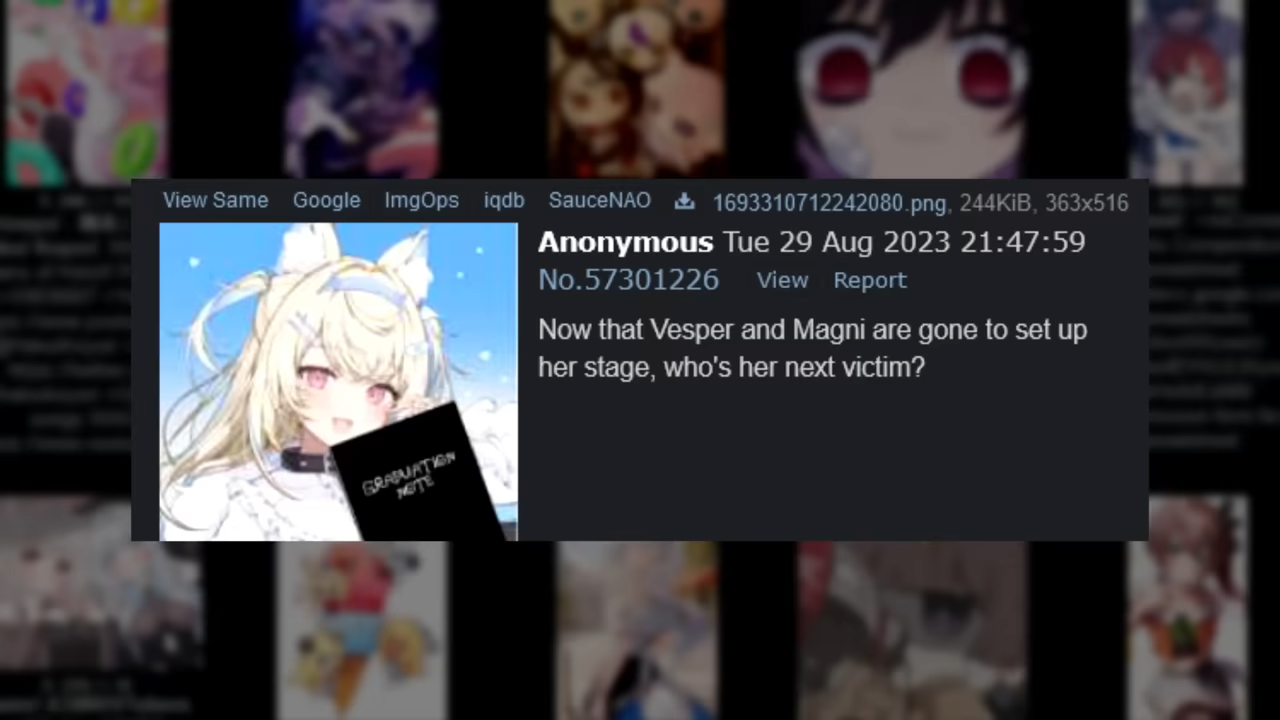 View Same Google ImgOps iqdb SauceNAO 1693310712242080.png, 244KiB, 363x516
Anonymous Tue 29 Aug 2023 21:47:59
No.57301226 View Report
Now that Vesper and Magni are gone to set up
her stage, who's her next victim?
GRADUATION
NOTE